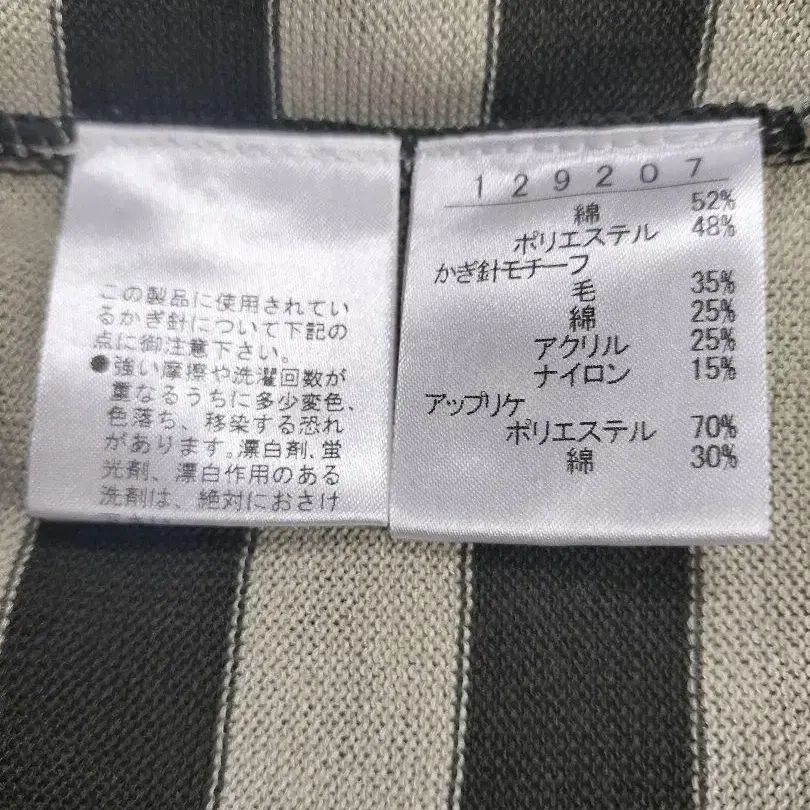 この製品に使用されてい
るかぎ針について下記の
点に御注意下さい。
●強い摩擦や洗濯回数が
重なるうちに多少変色、
色落ち、移染する恐れ
があります。漂白剤、蛍
光剤、漂白作用のある
洗剤は、絶対におさけ
129207
綿 52%
ポリエステル 48%
かぎ針モチーフ
毛 35%
綿 25%
アクリル 25%
ナイロン 15%
アップリケ
ポリエステル 70%
綿 30%